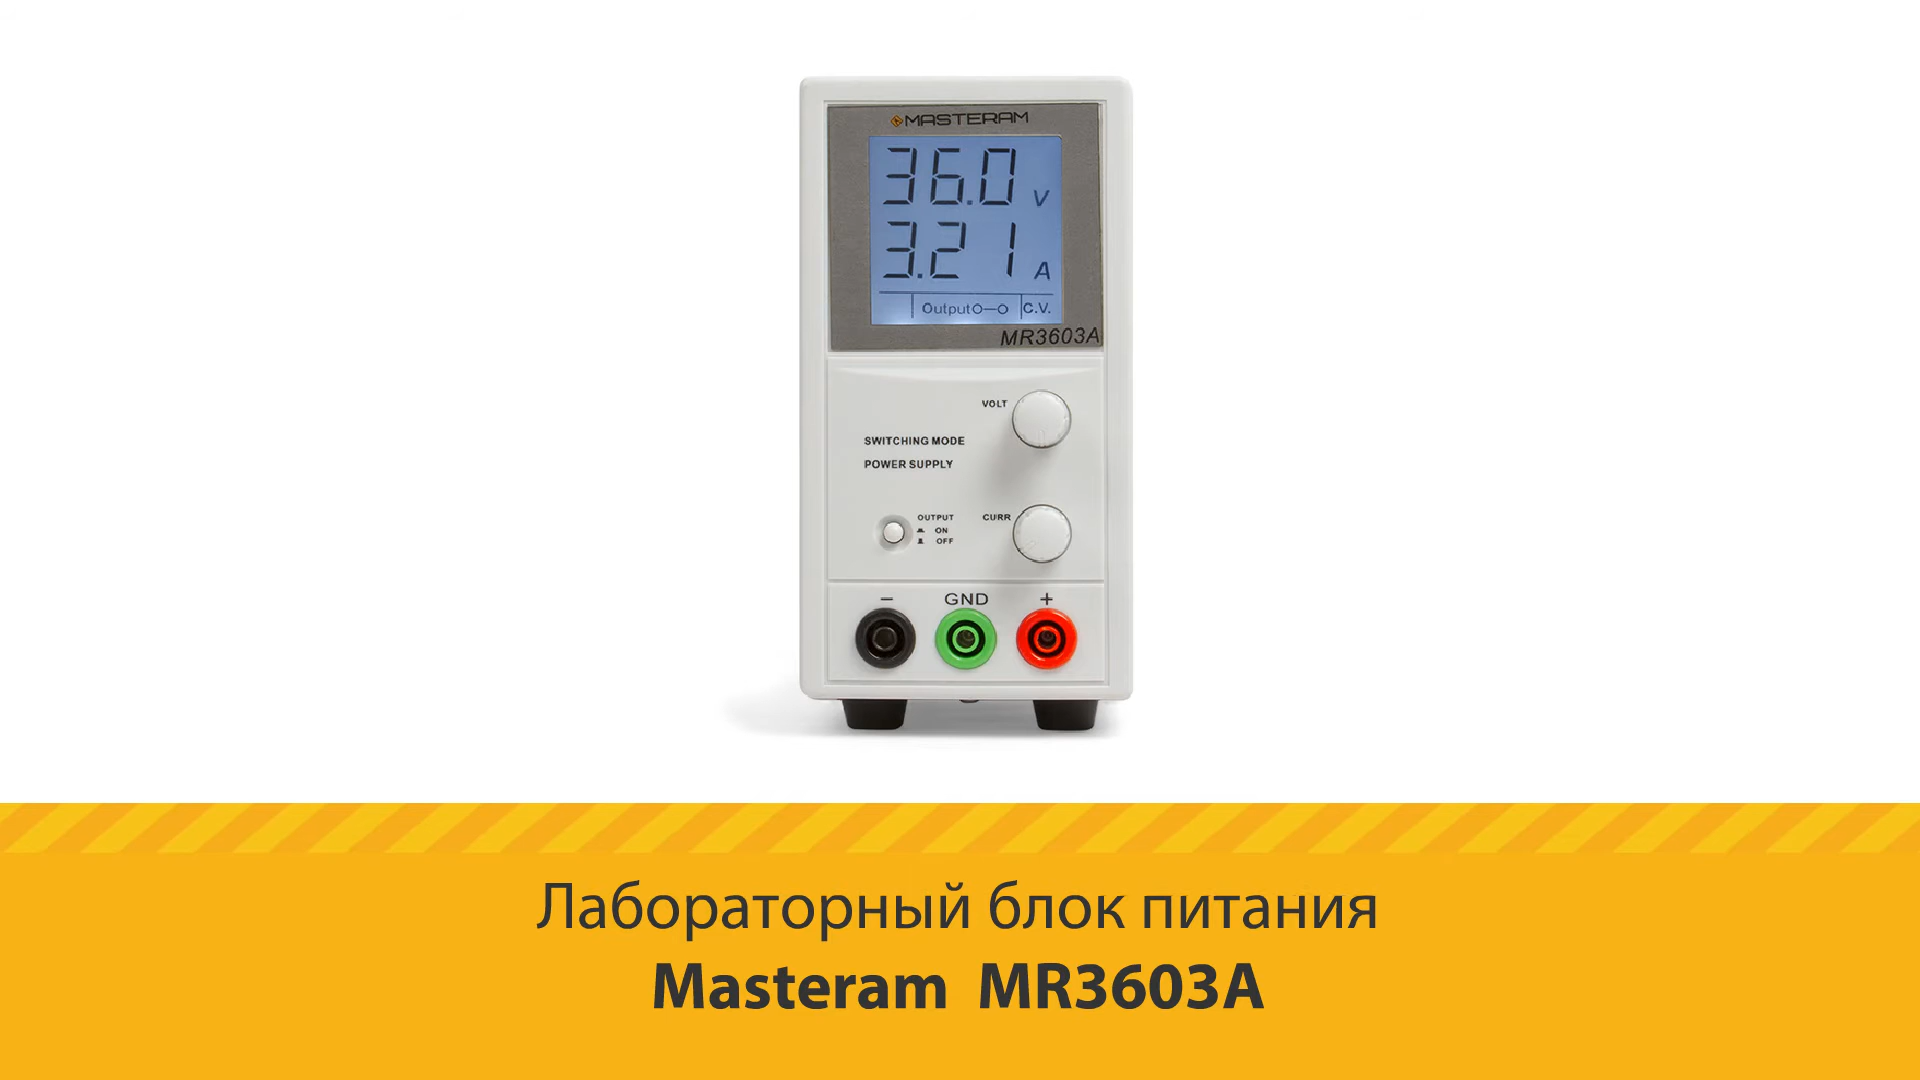 MASTERAM
36.0 V
3.21 A
Output C.V.
MR3603A
VOLT
SWITCHING MODE
POWER SUPPLY
OUTPUT
ON
OFF
CURR
− GND +
Лабораторный блок питания
Masteram MR3603A